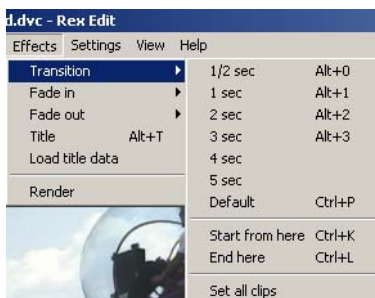 d.dvc - Rex Edit
Effects Settings View Help
Transition
Fade in
Fade out
Title Alt+T
Load title data
Render
1/2 sec Alt+0
1 sec Alt+1
2 sec Alt+2
3 sec Alt+3
4 sec
5 sec
Default Ctrl+P
Start from here Ctrl+K
End here Ctrl+L
Set all clips